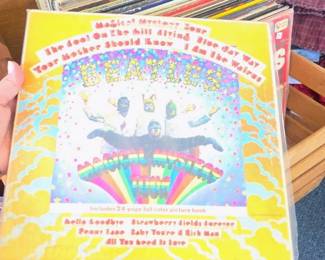 Magical Mystery Tour
The Fool On The Hill Flying Blue Jay Way
Your Mother Should Know I Am The Walrus
BEATLES
MAGICAL MYSTERY
TOUR
Includes 24-page full color picture book
Hello Goodbye Strawberry Fields Forever
Penny Lane Baby You're A Rich Man
All You Need Is Love